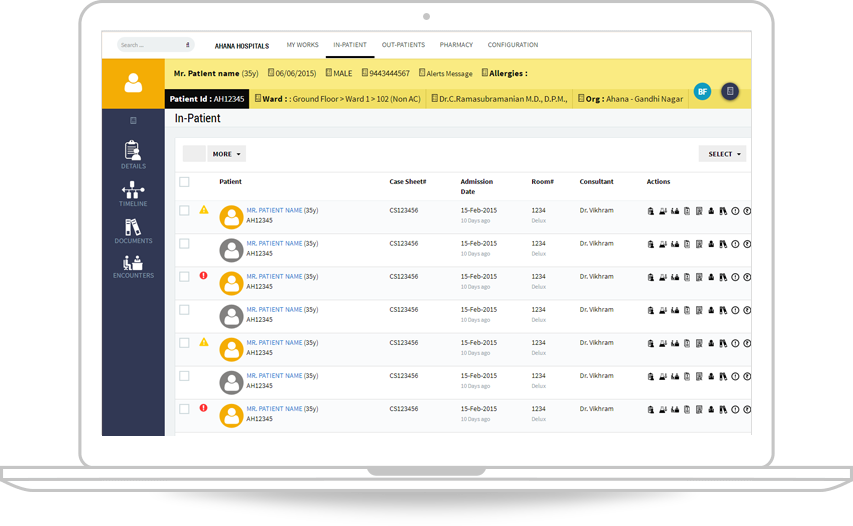 Search ... AHANA HOSPITALS MY WORKS IN-PATIENT OUT-PATIENTS PHARMACY CONFIGURATION
Mr. Patient name (35y) 06/06/2015) MALE 9443444567 Alerts Message Allergies :
Patient Id : AH12345 Ward : : Ground Floor > Ward 1 > 102 (Non AC) Dr.C.Ramasubramanian M.D., D.P.M., Org : Ahana - Gandhi Nagar BF
In-Patient
DETAILS
TIMELINE
DOCUMENTS
ENCOUNTERS
MORE SELECT
Patient Case Sheet# Admission Date Room# Consultant Actions
MR. PATIENT NAME (35y) CS123456 15-Feb-2015 1234 Dr. Vikhram
AH12345 10 Days ago Delux
MR. PATIENT NAME (35y) CS123456 15-Feb-2015 1234 Dr. Vikhram
AH12345 10 Days ago Delux
MR. PATIENT NAME (35y) CS123456 15-Feb-2015 1234 Dr. Vikhram
AH12345 10 Days ago Delux
MR. PATIENT NAME (35y) CS123456 15-Feb-2015 1234 Dr. Vikhram
AH12345 10 Days ago Delux
MR. PATIENT NAME (35y) CS123456 15-Feb-2015 1234 Dr. Vikhram
AH12345 10 Days ago Delux
MR. PATIENT NAME (35y) CS123456 15-Feb-2015 1234 Dr. Vikhram
AH12345 10 Days ago Delux
MR. PATIENT NAME (35y) CS123456 15-Feb-2015 1234 Dr. Vikhram
AH12345 10 Days ago Delux